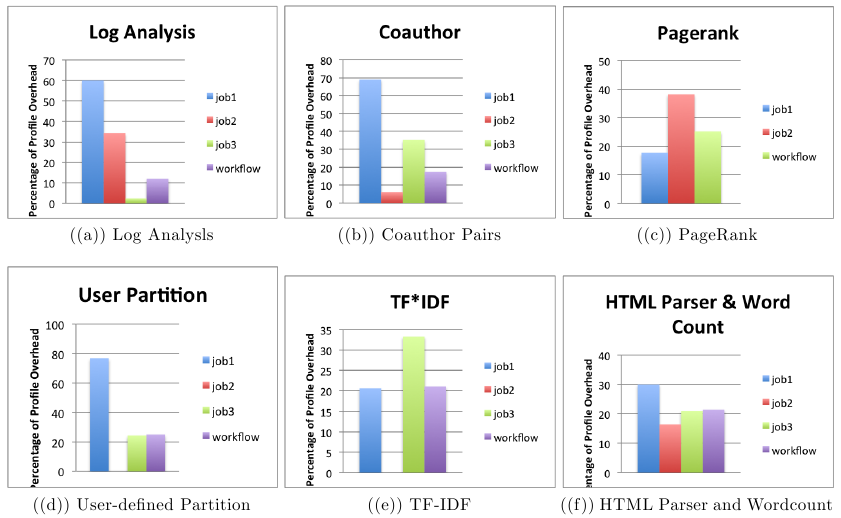 Log Analysis
Percentage of Profile Overhead
70
60
50
40
30
20
10
0
job1
job2
job3
workflow
((a)) Log Analysls
Coauthor
Percentage of Profile Overhead
80
70
60
50
40
30
20
10
0
job1
job2
job3
workflow
((b)) Coauthor Pairs
Pagerank
Percentage of Profile Overhead
50
40
30
20
10
0
job1
job2
workflow
((c)) PageRank
User Partition
Percentage of Profile Overhead
100
80
60
40
20
0
job1
job2
job3
workflow
((d)) User-defined Partition
TF*IDF
Percentage of Profile Overhead
35
30
25
20
15
10
5
0
job1
job2
job3
workflow
((e)) TF-IDF
HTML Parser & Word
Count
entage of Profile Overhead
40
30
20
10
0
job1
job2
job3
workflow
((f)) HTML Parser and Wordcount